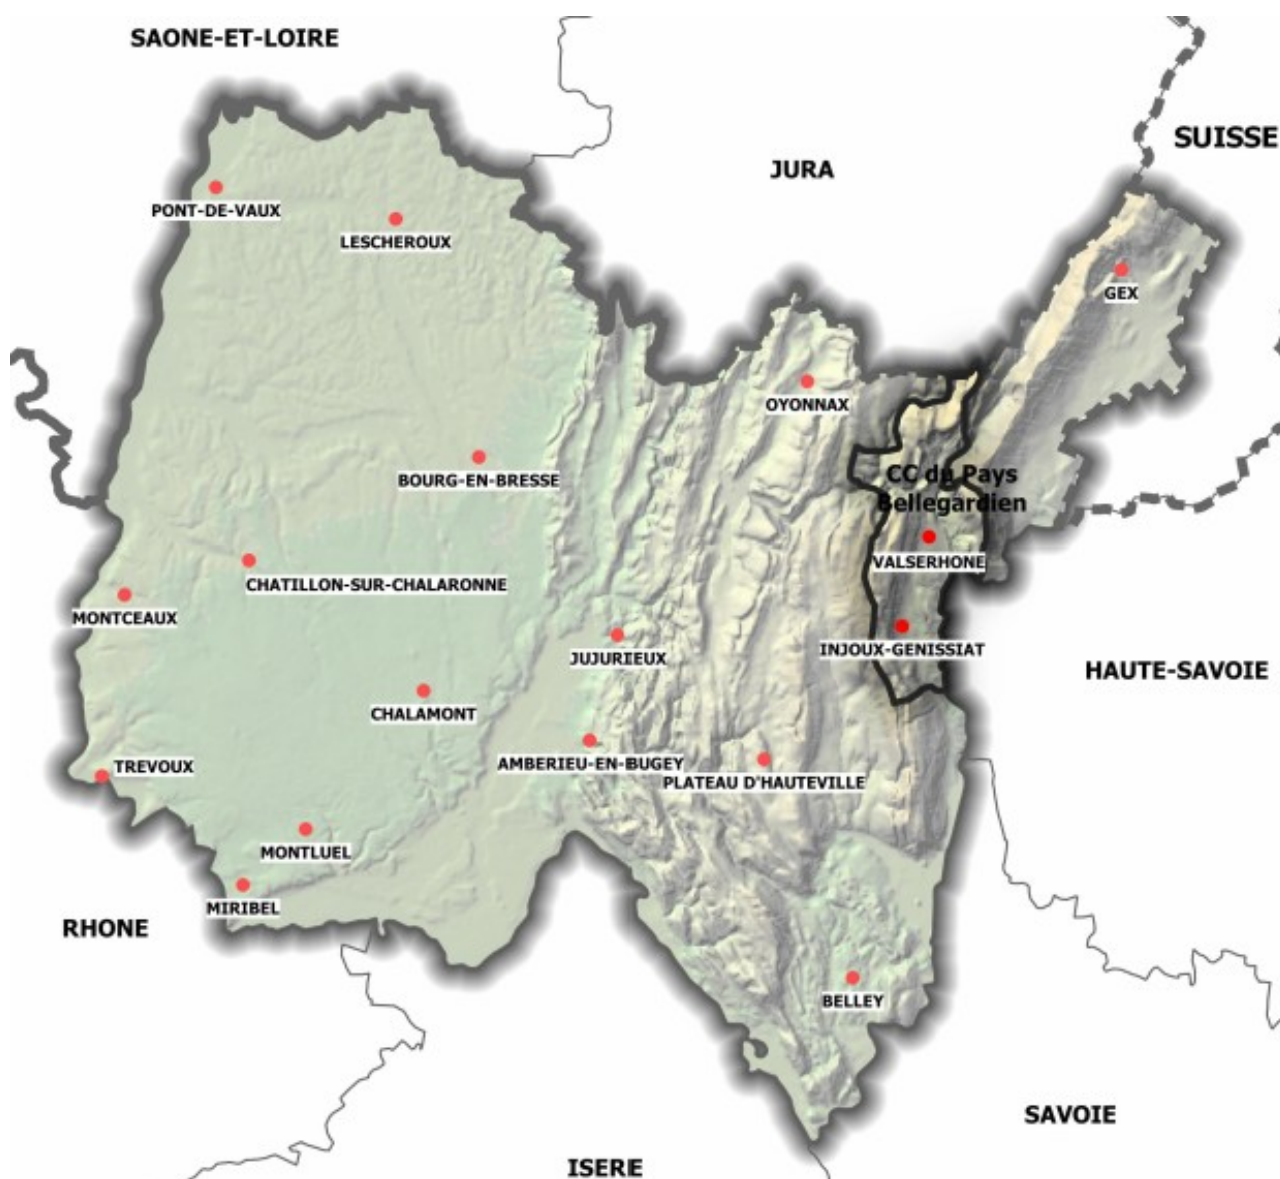 SAONE-ET-LOIRE
SUISSE
JURA
PONT-DE-VAUX
LESCHEROUX
GEX
OYONNAX
BOURG-EN-BRESSE
CC du Pays
Bellegardien
VALSERHONE
CHATILLON-SUR-CHALARONNE
MONTCEAUX
JUJURIEUX
INJOUX-GENISSIAT
HAUTE-SAVOIE
CHALAMONT
TREVOUX
AMBERIEU-EN-BUGEY
PLATEAU D'HAUTEVILLE
MONTLUEL
MIRIBEL
RHONE
BELLEY
SAVOIE
ISERE